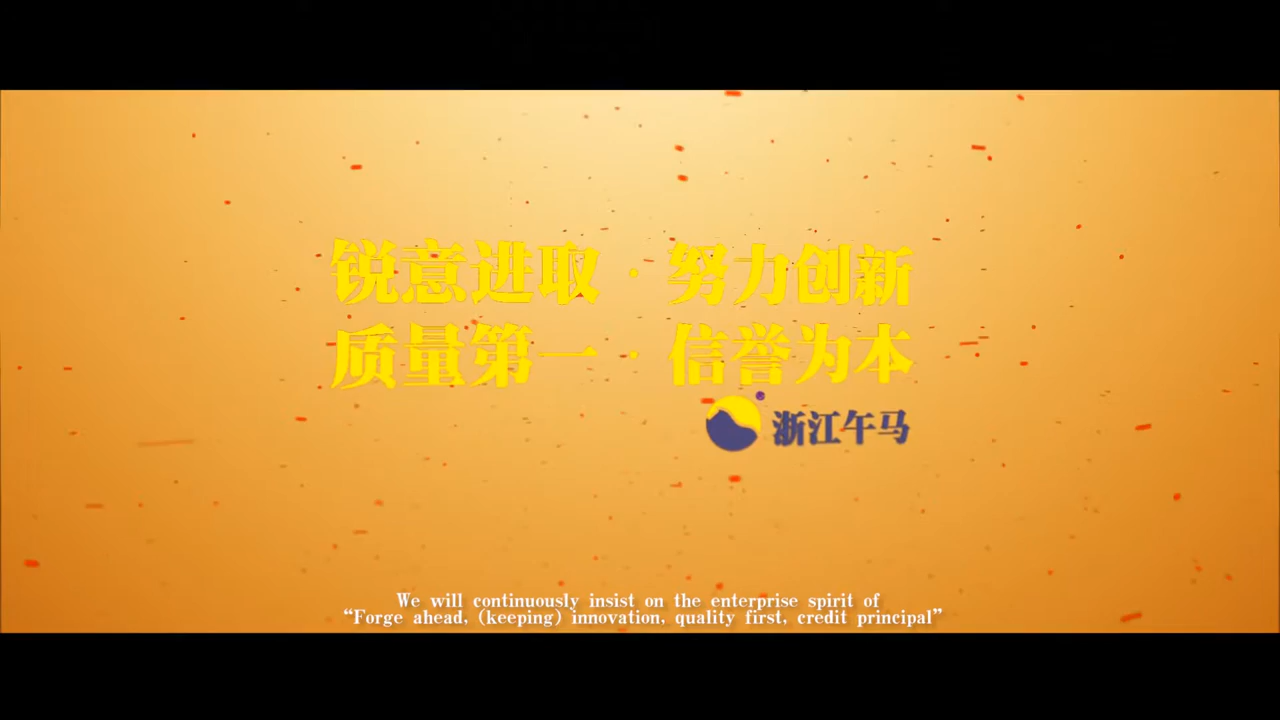 锐意进取·努力创新
质量第一·信誉为本
浙江午马
We will continuously insist on the enterprise spirit of
“Forge ahead, (keeping) innovation, quality first, credit principal”